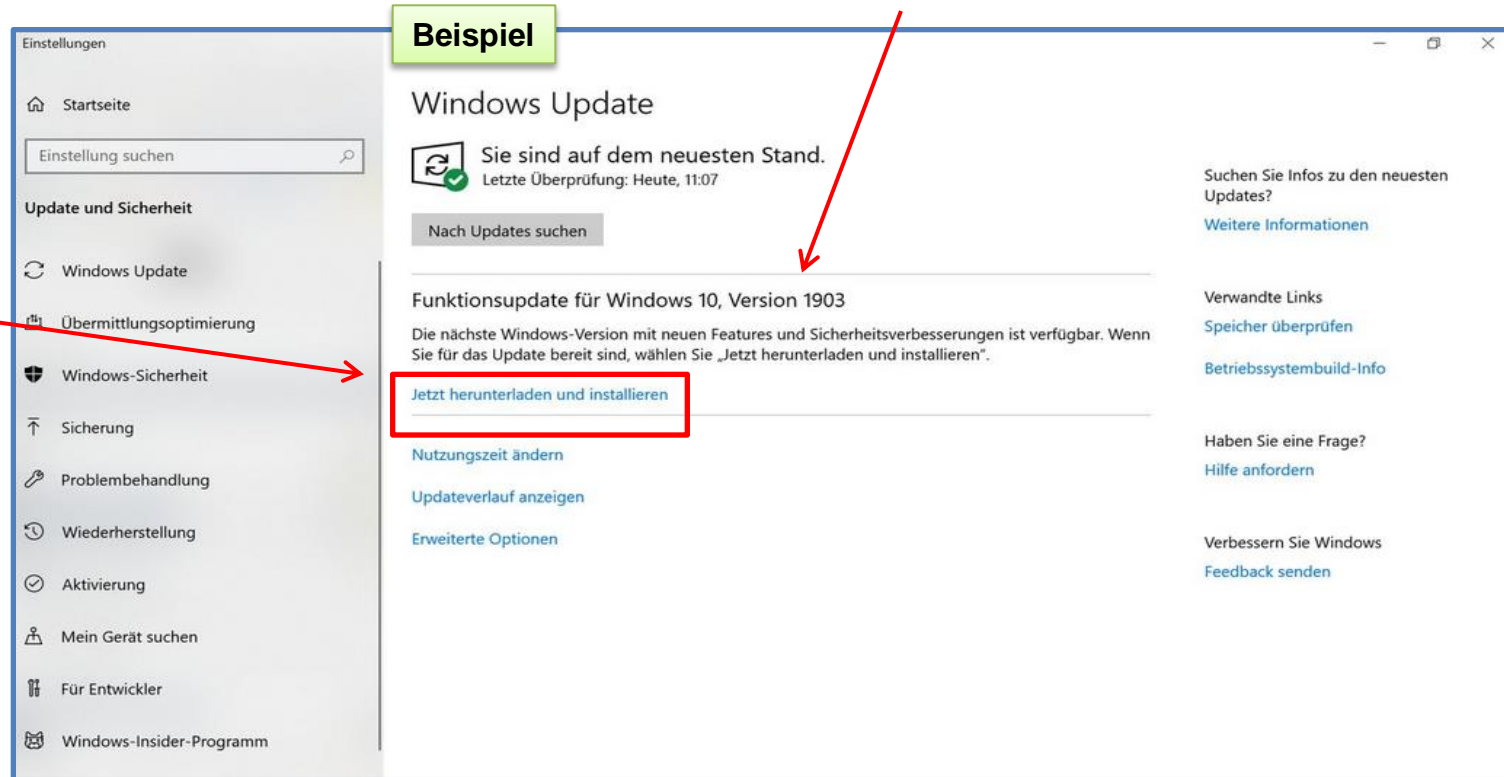 Beispiel
Einstellungen
Startseite
Einstellung suchen
Update und Sicherheit
Windows Update
Übermittlungsoptimierung
Windows-Sicherheit
Sicherung
Problembehandlung
Wiederherstellung
Aktivierung
Mein Gerät suchen
Für Entwickler
Windows-Insider-Programm
Windows Update
Sie sind auf dem neuesten Stand.
Letzte Überprüfung: Heute, 11:07
Nach Updates suchen
Funktionsupdate für Windows 10, Version 1903
Die nächste Windows-Version mit neuen Features und Sicherheitsverbesserungen ist verfügbar. Wenn
Sie für das Update bereit sind, wählen Sie „Jetzt herunterladen und installieren“.
Jetzt herunterladen und installieren
Nutzungszeit ändern
Updateverlauf anzeigen
Erweiterte Optionen
Suchen Sie Infos zu den neuesten
Updates?
Weitere Informationen
Verwandte Links
Speicher überprüfen
Betriebssystembuild-Info
Haben Sie eine Frage?
Hilfe anfordern
Verbessern Sie Windows
Feedback senden